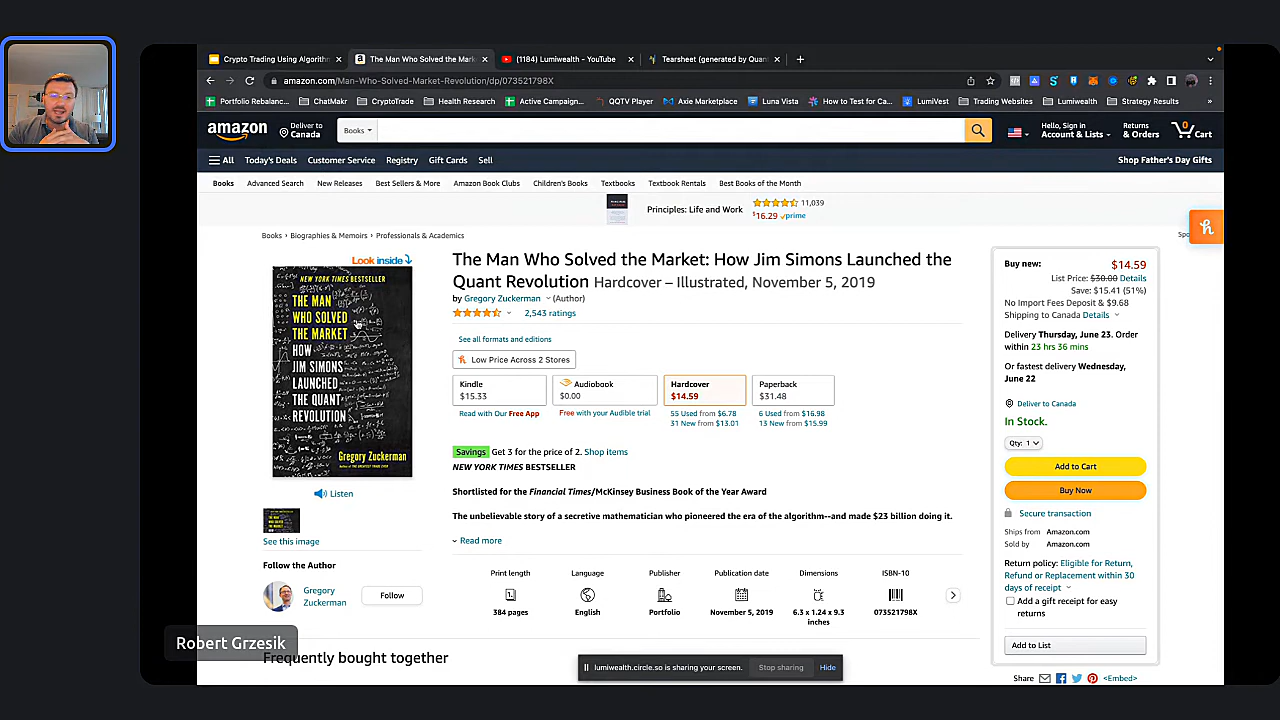 Crypto Trading Using Algorithm
The Man Who Solved the Mark
(1184) Lumiwealth - YouTube
Tearsheet (generated by Quant
amazon.com/Man-Who-Solved-Market-Revolution/dp/073521798X
Portfolio Rebalanc... ChatMakr CryptoTrade Health Research Active Campaign... QQTV Player Axie Marketplace Luna Vista How to Test for Ca... LumiVest Trading Websites Lumiwealth Strategy Results »
amazon
Deliver to
Canada
Books
Hello, Sign in
Account & Lists
Returns
& Orders
0
Cart
All Today's Deals Customer Service Registry Gift Cards Sell
Shop Father's Day Gifts
Books Advanced Search New Releases Best Sellers & More Amazon Book Clubs Children's Books Textbooks Textbook Rentals Best Books of the Month
Principles: Life and Work
11,039
$16.29 prime
Books › Biographies & Memoirs › Professionals & Academics
Look inside
NEW YORK TIMES BESTSELLER
THE MAN
WHO SOLVED
THE MARKET
HOW
JIM SIMONS
LAUNCHED
THE QUANT
REVOLUTION
Gregory Zuckerman
Listen
See this image
Follow the Author
Gregory
Zuckerman
Follow
The Man Who Solved the Market: How Jim Simons Launched the
Quant Revolution Hardcover – Illustrated, November 5, 2019
by Gregory Zuckerman (Author)
2,543 ratings
See all formats and editions
Low Price Across 2 Stores
Kindle
$15.33
Read with Our Free App
Audiobook
$0.00
Free with your Audible trial
Hardcover
$14.59
55 Used from $6.78
31 New from $13.01
Paperback
$31.48
6 Used from $16.98
13 New from $15.99
Savings Get 3 for the price of 2. Shop items
NEW YORK TIMES BESTSELLER
Shortlisted for the Financial Times/McKinsey Business Book of the Year Award
The unbelievable story of a secretive mathematician who pioneered the era of the algorithm--and made $23 billion doing it.
Read more
Print length
384 pages
Language
English
Publisher
Portfolio
Publication date
November 5, 2019
Dimensions
6.3 x 1.24 x 9.3
inches
ISBN-10
073521798X
Buy new: $14.59
List Price: $30.00 Details
Save: $15.41 (51%)
No Import Fees Deposit & $9.68
Shipping to Canada Details
Delivery Thursday, June 23. Order
within 23 hrs 36 mins
Or fastest delivery Wednesday,
June 22
Deliver to Canada
In Stock.
Qty: 1
Add to Cart
Buy Now
Secure transaction
Ships from Amazon.com
Sold by Amazon.com
Return policy: Eligible for Return,
Refund or Replacement within 30
days of receipt
Add a gift receipt for easy
returns
Add to List
Share <Embed>
Robert Grzesik
Frequently bought together
lumiwealth.circle.so is sharing your screen. Stop sharing Hide